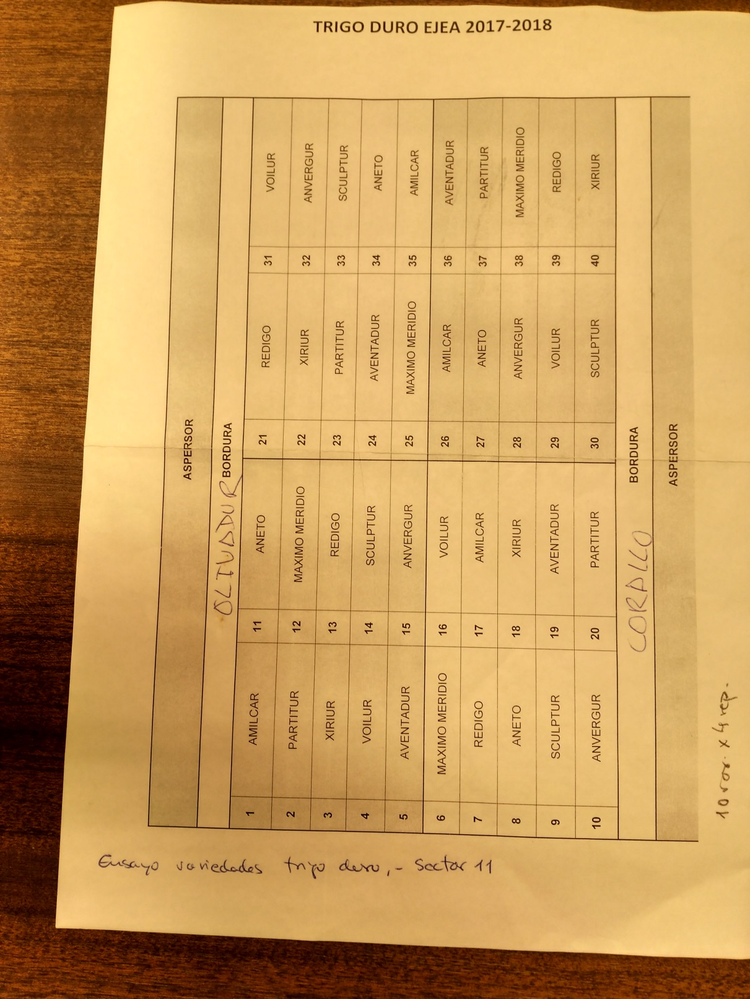 TRIGO DURO EJEA 2017-2018
ASPERSOR
OLIVADUR BORDURA
1 AMILCAR 11 ANETO 21 REDIGO 31 VOILUR
2 PARTITUR 12 MAXIMO MERIDIO 22 XIRIUR 32 ANVERGUR
3 XIRIUR 13 REDIGO 23 PARTITUR 33 SCULPTUR
4 VOILUR 14 SCULPTUR 24 AVENTADUR 34 ANETO
5 AVENTADUR 15 ANVERGUR 25 MAXIMO MERIDIO 35 AMILCAR
6 MAXIMO MERIDIO 16 VOILUR 26 AMILCAR 36 AVENTADUR
7 REDIGO 17 AMILCAR 27 ANETO 37 PARTITUR
8 ANETO 18 XIRIUR 28 ANVERGUR 38 MAXIMO MERIDIO
9 SCULPTUR 19 AVENTADUR 29 VOILUR 39 REDIGO
10 ANVERGUR 20 PARTITUR 30 SCULPTUR 40 XIRIUR
CORALLO BORDURA
ASPERSOR
10 var. x 4 rep.
Ensayo variedades trigo duro,- Sector 11